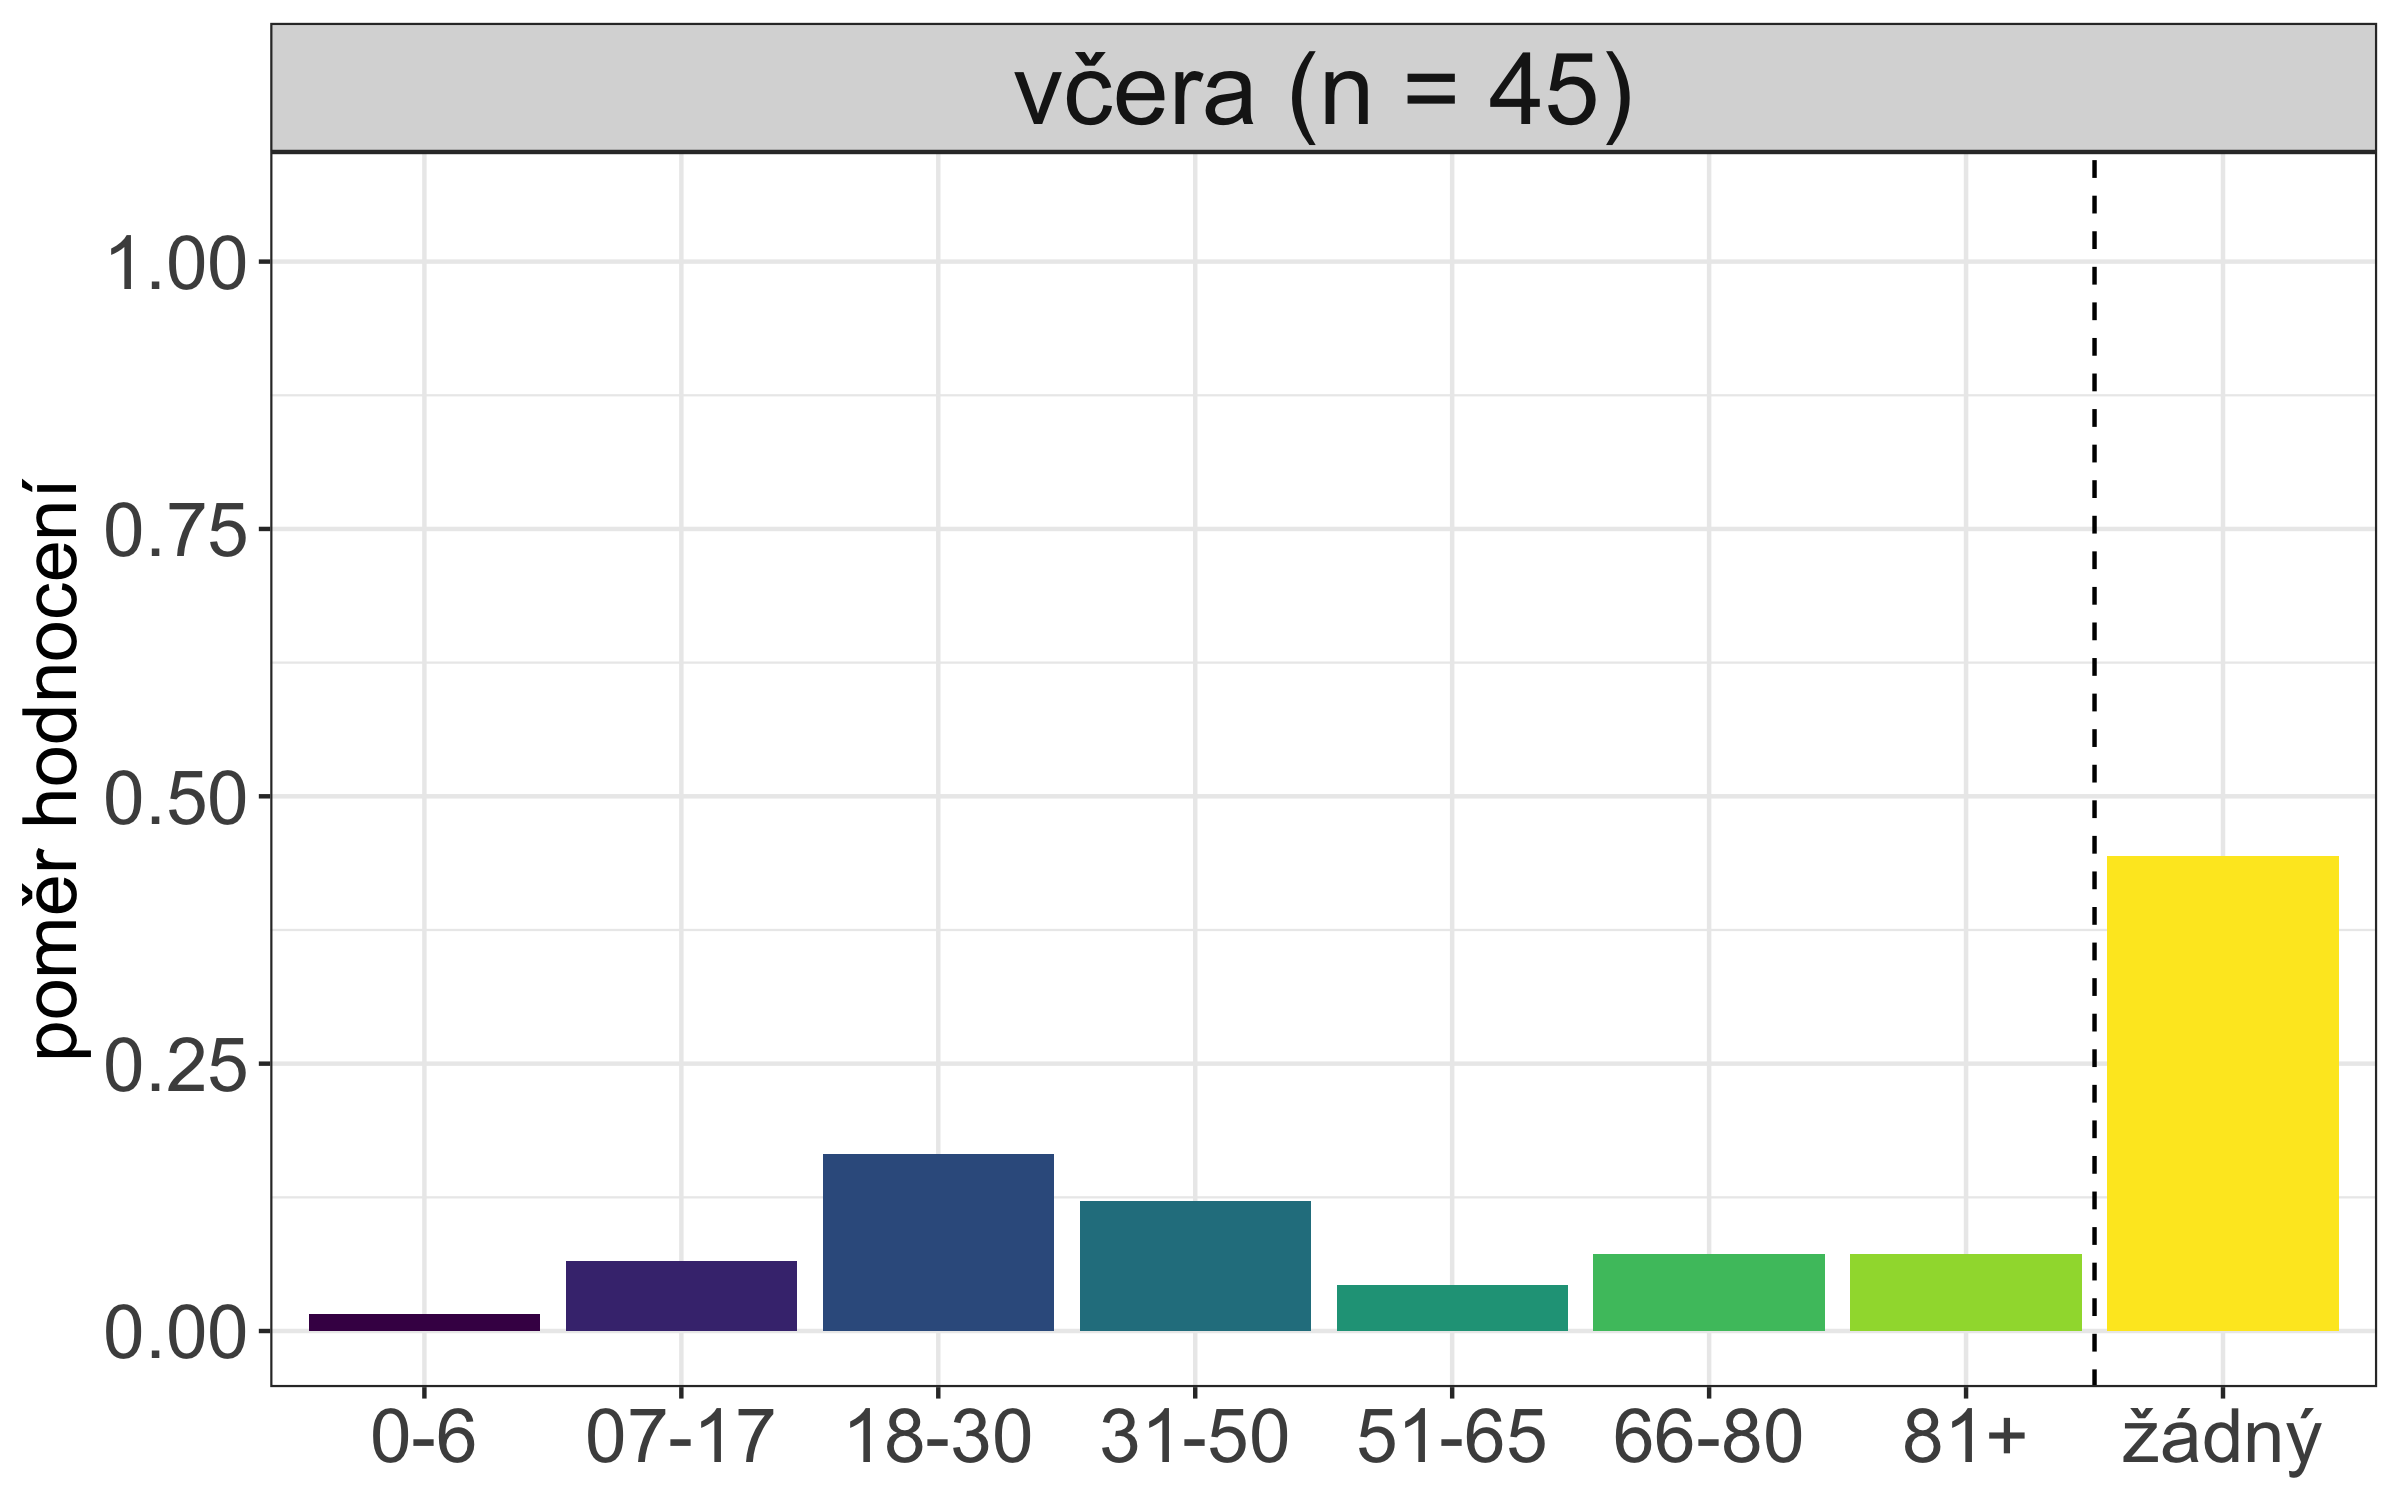 včera (n = 45)
poměr hodnocení
1.00
0.75
0.50
0.25
0.00
0-6 07-17 18-30 31-50 51-65 66-80 81+ žádný